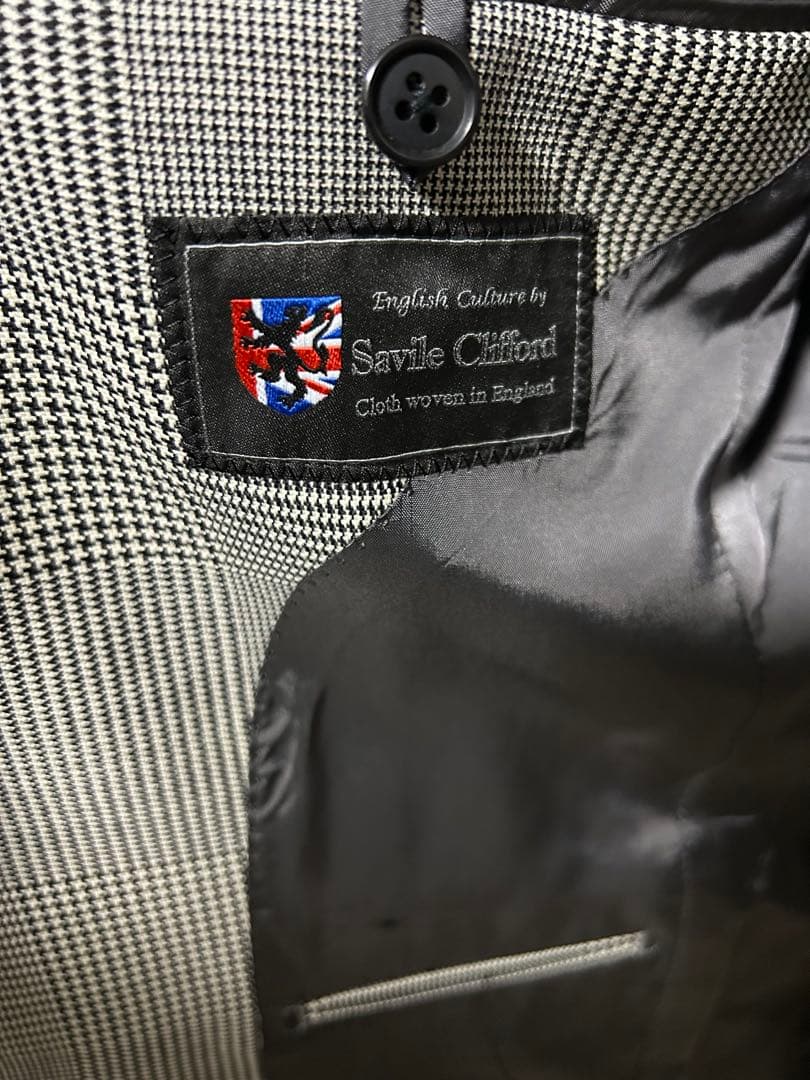 English Culture by
Savile Clifford
Cloth woven in England